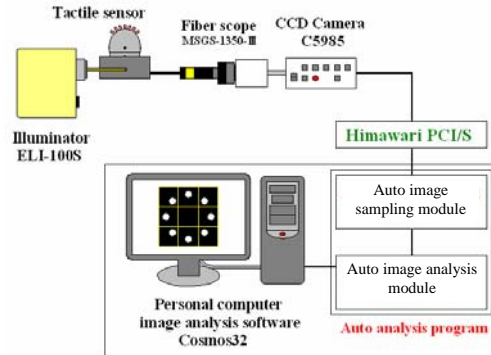 Tactile sensor
Fiber scope
MSGS-1350-III
CCD Camera
C5985
Illuminator
ELI-100S
Himawari PCI/S
Auto image
sampling module
Auto image analysis
module
Personal computer
image analysis software
Cosmos32
Auto analysis program